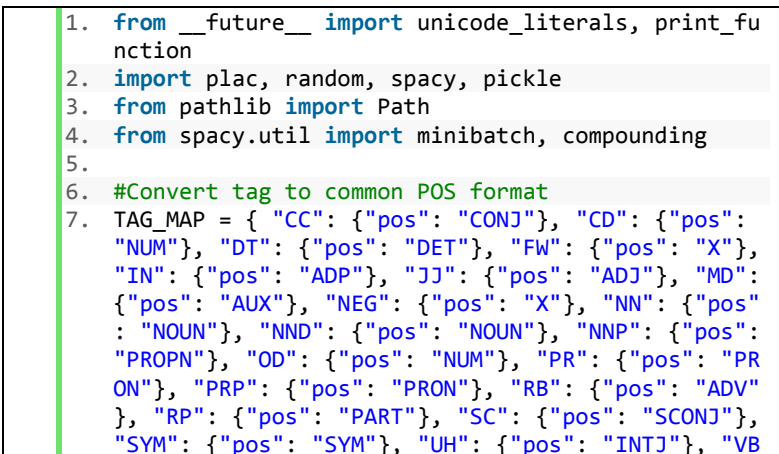 1. from __future__ import unicode_literals, print_fu
nction
2. import plac, random, spacy, pickle
3. from pathlib import Path
4. from spacy.util import minibatch, compounding
5.
6. #Convert tag to common POS format
7. TAG_MAP = { "CC": {"pos": "CONJ"}, "CD": {"pos":
"NUM"}, "DT": {"pos": "DET"}, "FW": {"pos": "X"},
"IN": {"pos": "ADP"}, "JJ": {"pos": "ADJ"}, "MD":
{"pos": "AUX"}, "NEG": {"pos": "X"}, "NN": {"pos"
: "NOUN"}, "NND": {"pos": "NOUN"}, "NNP": {"pos":
"PROPN"}, "OD": {"pos": "NUM"}, "PR": {"pos": "PR
ON"}, "PRP": {"pos": "PRON"}, "RB": {"pos": "ADV"
}, "RP": {"pos": "PART"}, "SC": {"pos": "SCONJ"},
"SYM": {"pos": "SYM"}, "UH": {"pos": "INTJ"}, "VB